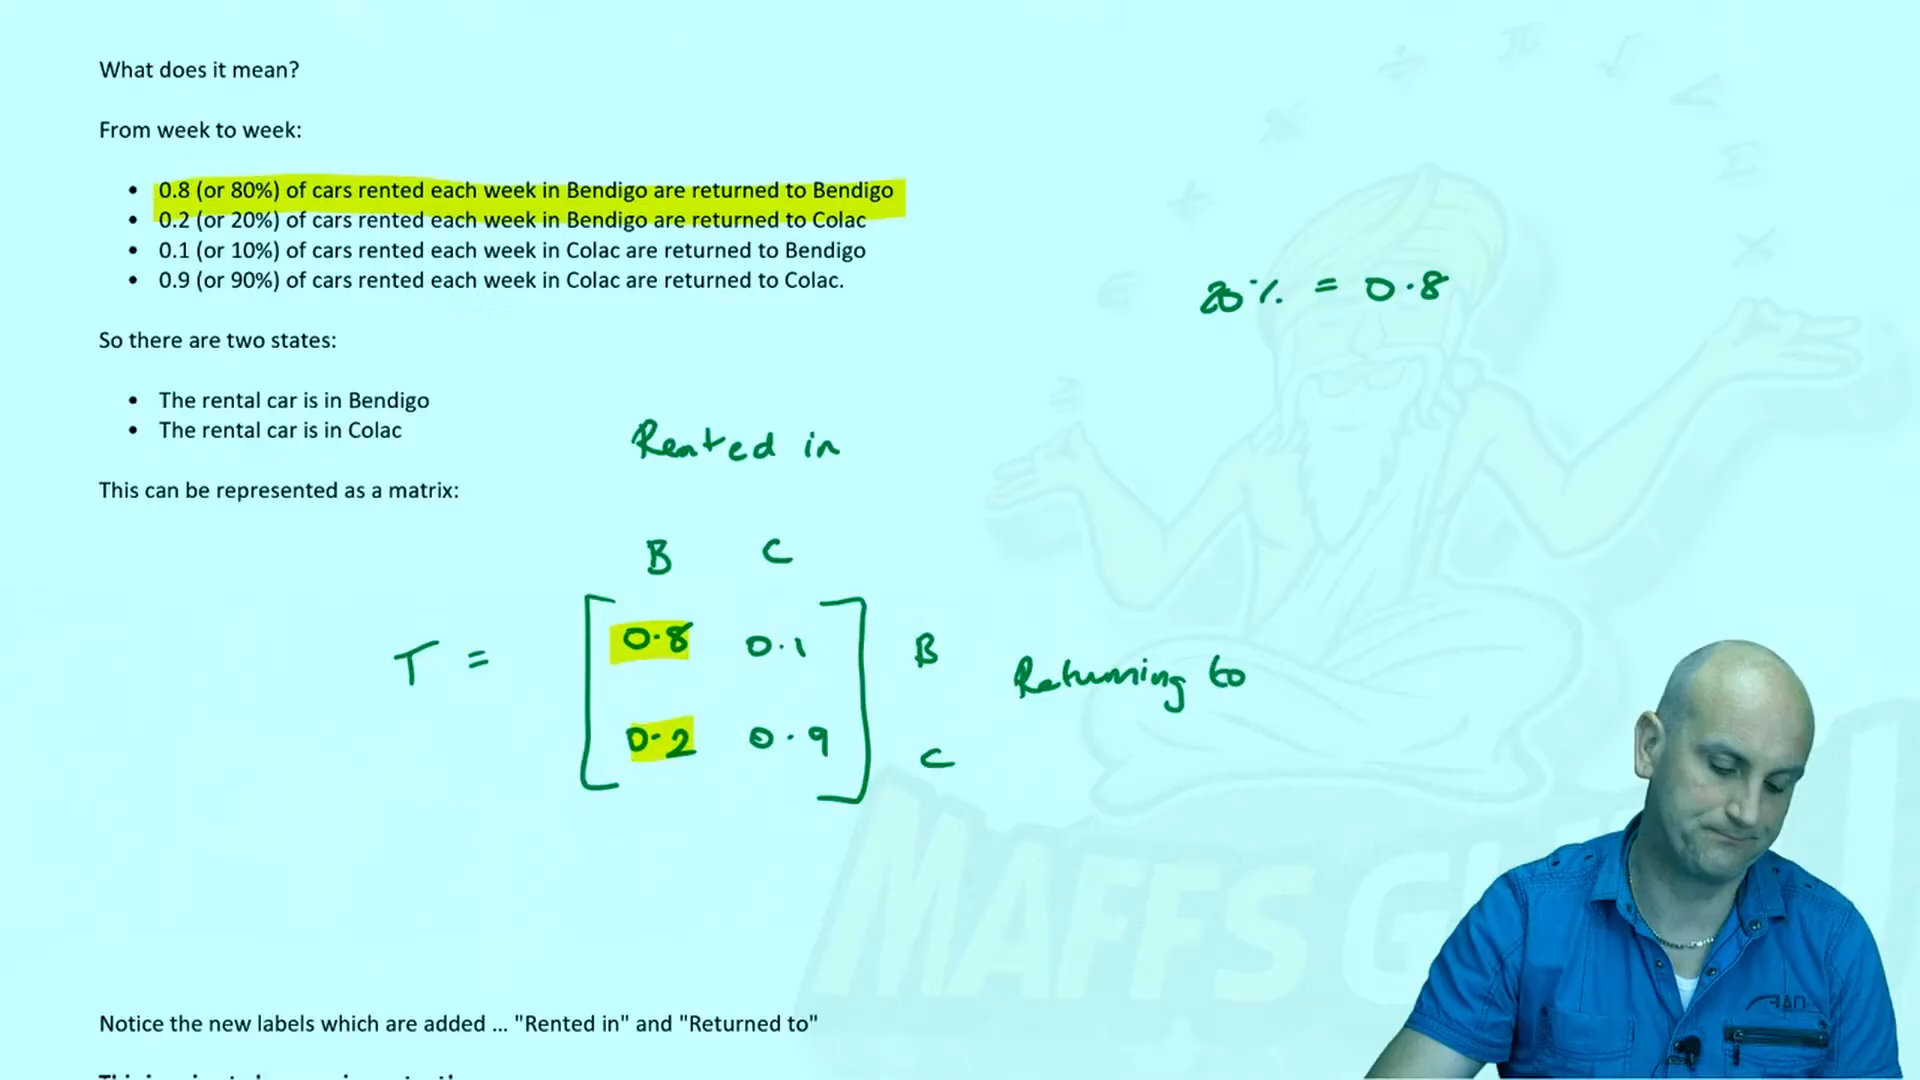 What does it mean?
From week to week:
• 0.8 (or 80%) of cars rented each week in Bendigo are returned to Bendigo
• 0.2 (or 20%) of cars rented each week in Bendigo are returned to Colac
• 0.1 (or 10%) of cars rented each week in Colac are returned to Bendigo
• 0.9 (or 90%) of cars rented each week in Colac are returned to Colac.
80% = 0.8
So there are two states:
• The rental car is in Bendigo
• The rental car is in Colac
Rented in
This can be represented as a matrix:
B C
0.8 0.1 B
T = Returning to
0.2 0.9 C
MAFFS
Notice the new labels which are added ... "Rented in" and "Returned to"